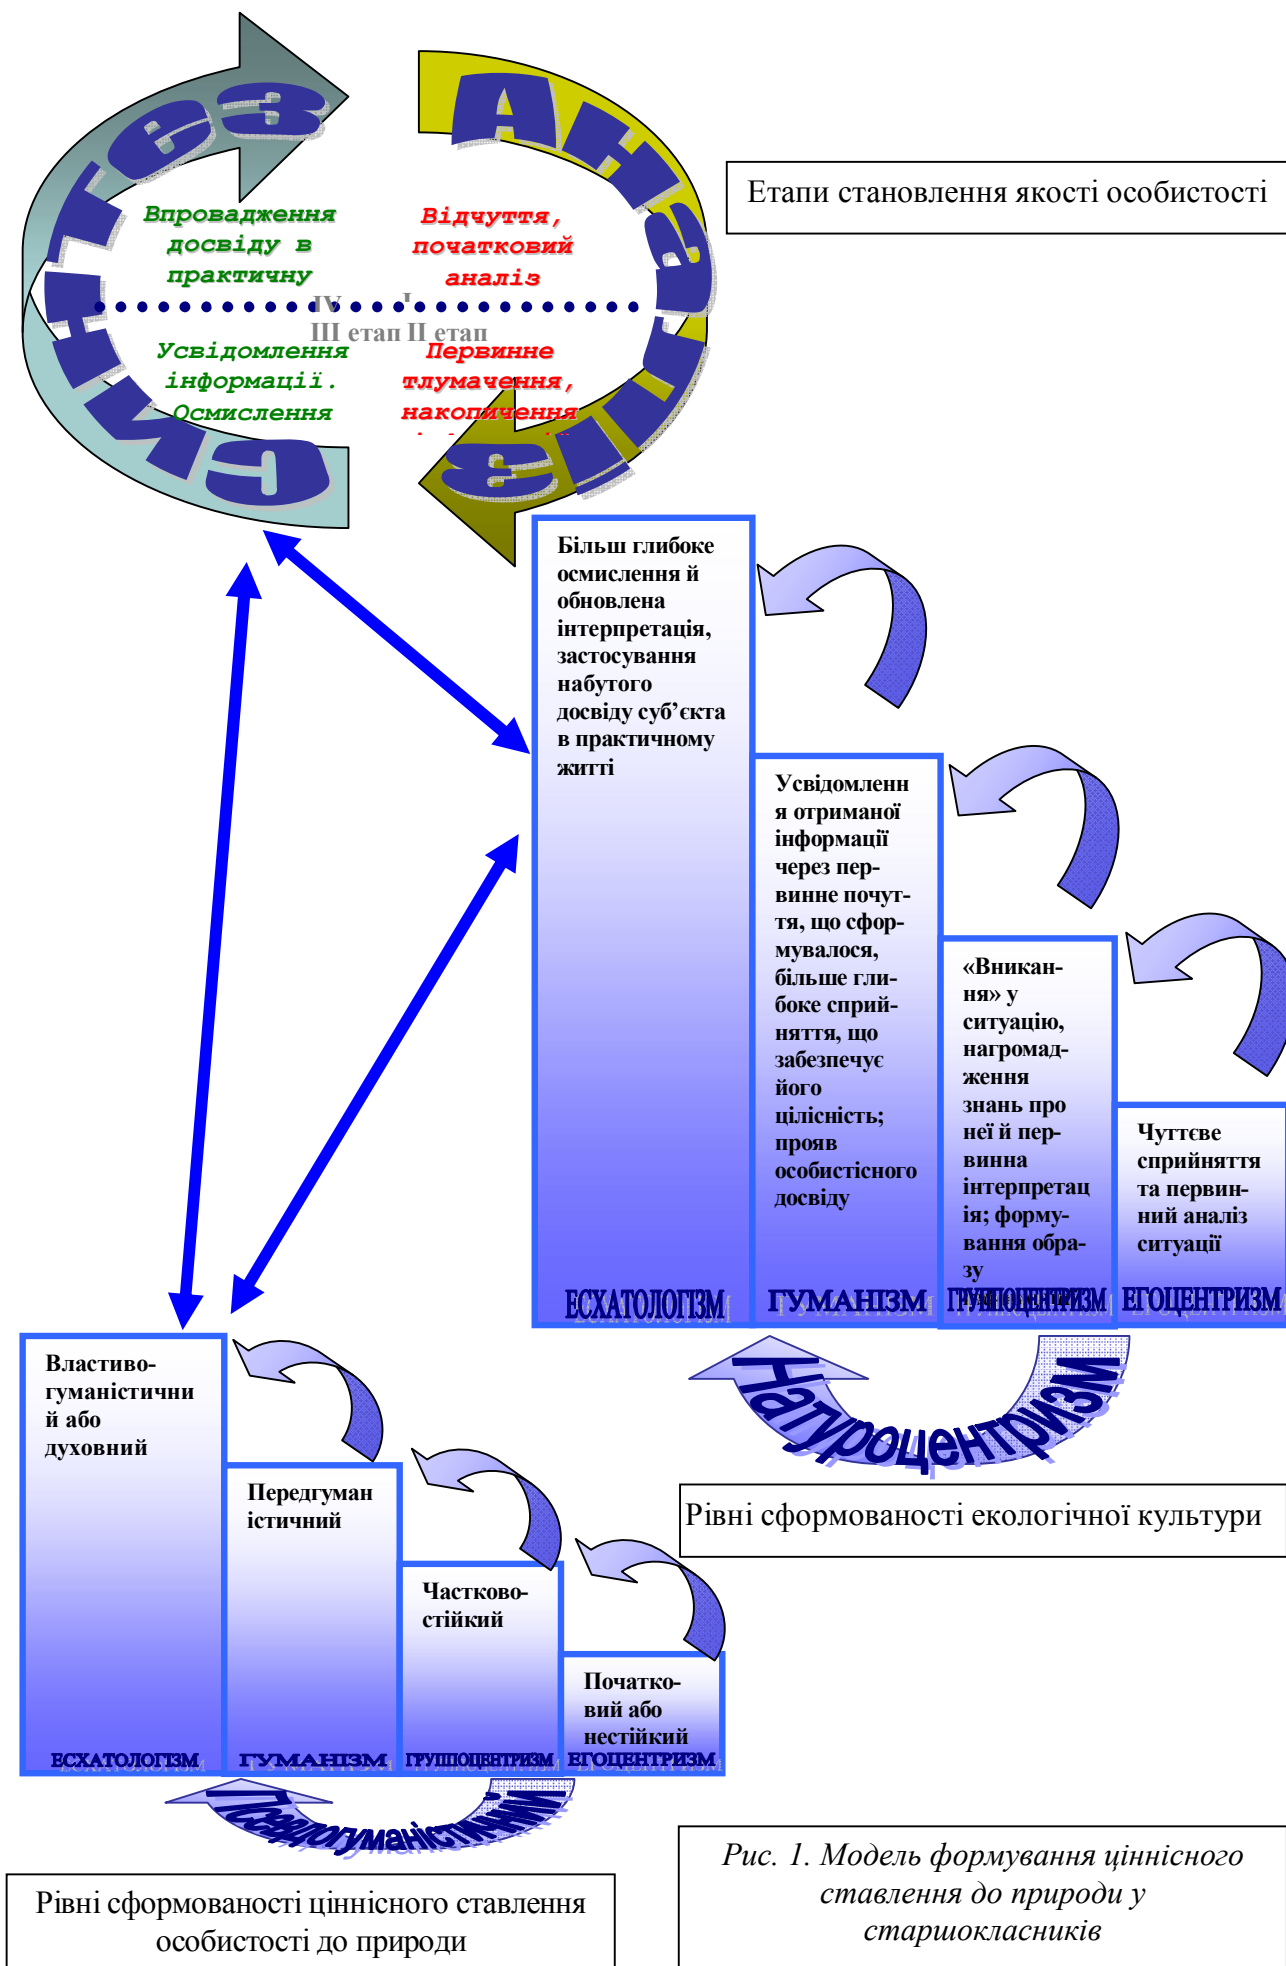 Синтез
Аналіз
Етапи становлення якості особистості
Впровадження
досвіду в
практичну
Відчуття,
початковий
аналіз
IV I
III етап II етап
Усвідомлення
інформації.
Осмислення
Первинне
тлумачення,
накопичення
Більш глибоке
осмислення й
обновлена
інтерпретація,
застосування
набутого
досвіду суб’єкта
в практичному
житті
ЕСХАТОЛОГІЗМ
Усвідомленн
я отриманої
інформації
через пер-
винне почут-
тя, що сфор-
мувалося,
більше гли-
боке сприй-
няття, що
забезпечує
його
цілісність;
прояв
особистісного
досвіду
ГУМАНІЗМ
«Вникан-
ня» у
ситуацію,
нагромад-
ження
знань про
неї й пер-
винна
інтерпретац
ія; форму-
вання обра-
зу
ГРУППОЦЕНТРИЗМ
Чуттєве
сприйняття
та первин-
ний аналіз
ситуації
ЕГОЦЕНТРИЗМ
Натуроцентризм
Рівні сформованості екологічної культури
Властиво-
гуманістични
й або
духовний
ЕСХАТОЛОГІЗМ
Передгуман
істичний
ГУМАНІЗМ
Частково-
стійкий
ГРУППОЦЕНТРИЗМ
Початко-
вий або
нестійкий
ЕГОЦЕНТРИЗМ
Псевдогуманістичний
Рівні сформованості ціннісного ставлення
особистості до природи
Рис. 1. Модель формування ціннісного
ставлення до природи у
старшокласників